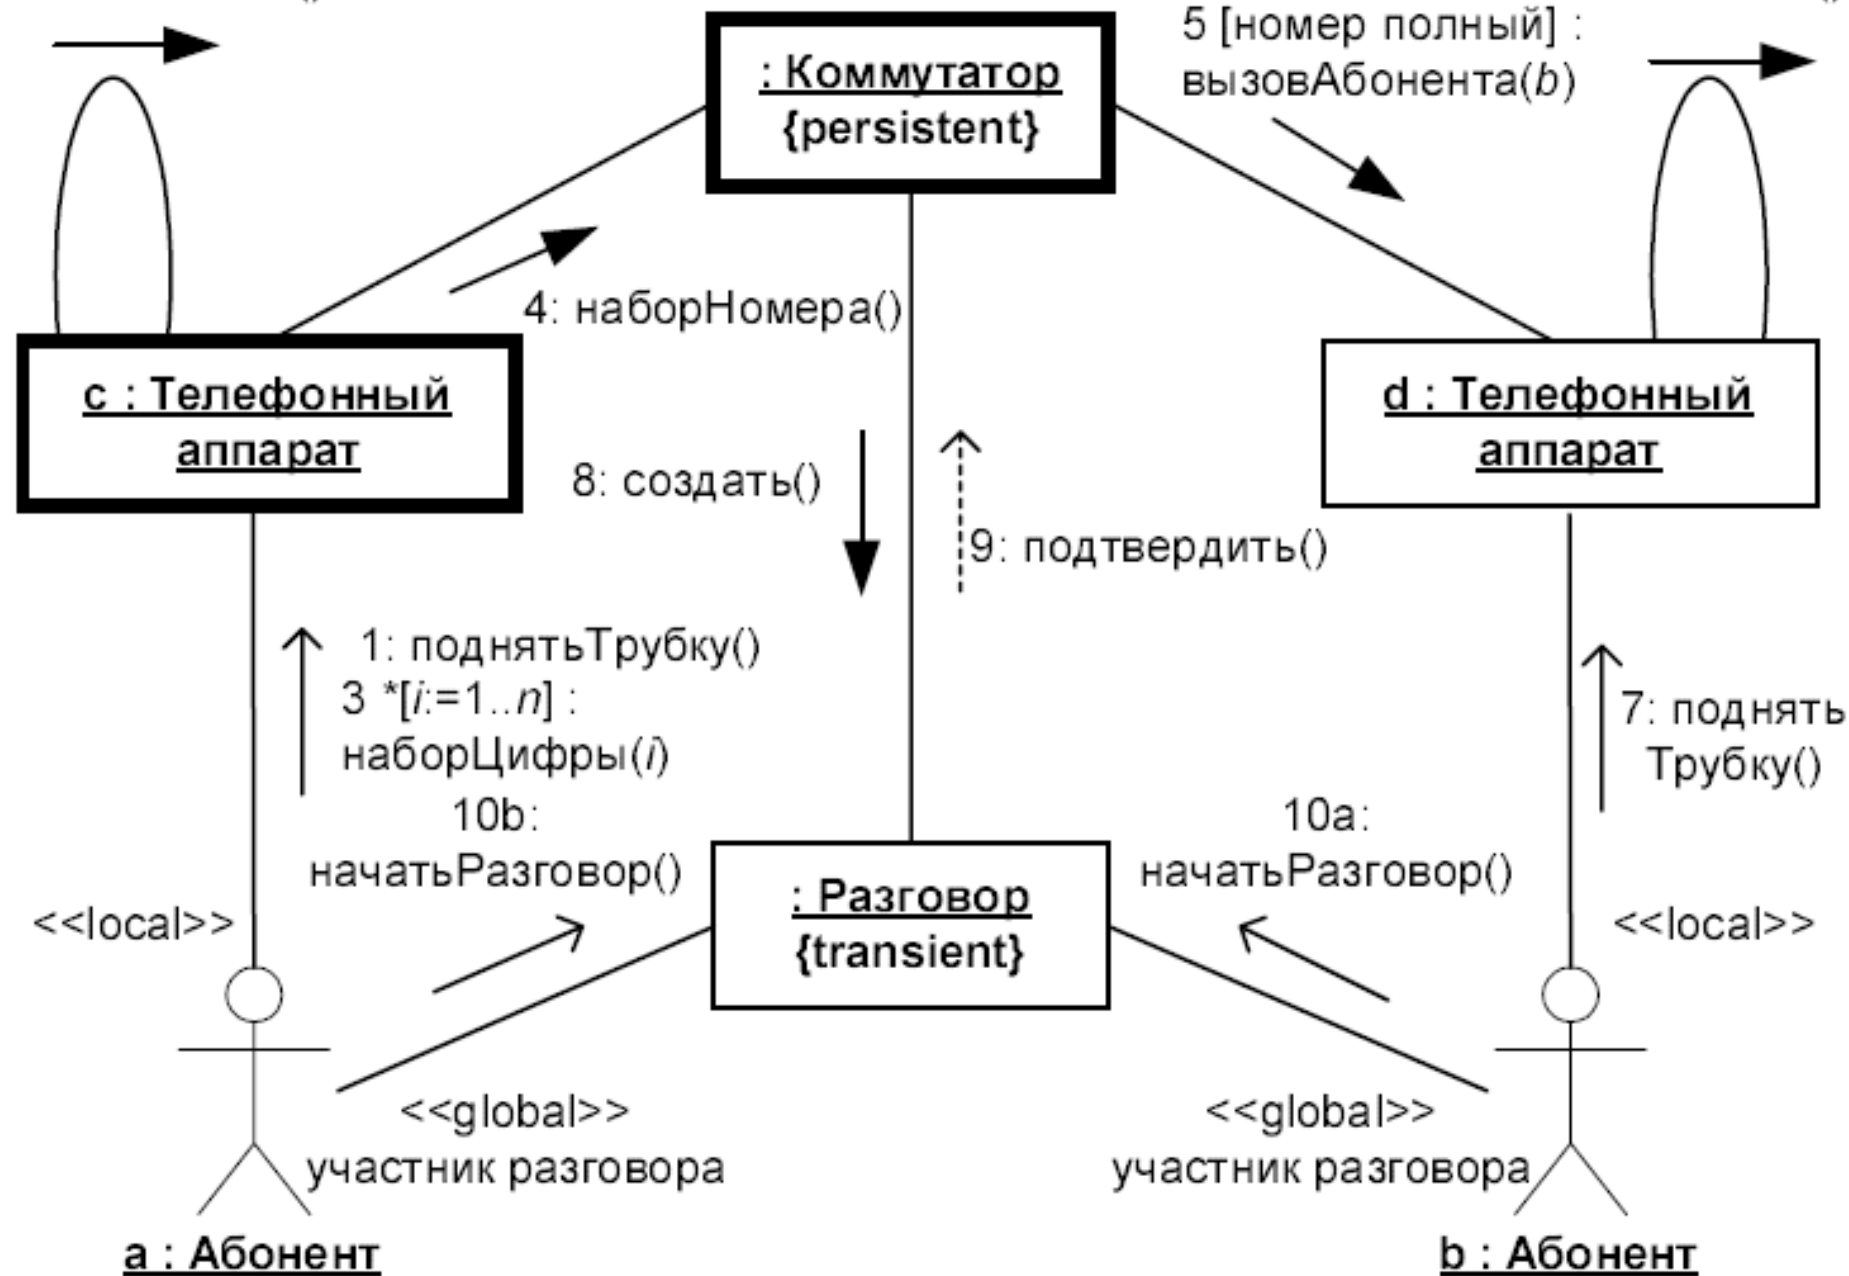 5 [номер полный] :
вызовАбонента(b)
: Коммутатор
{persistent}
4: наборНомера()
c : Телефонный
аппарат
d : Телефонный
аппарат
8: создать()
9: подтвердить()
1: поднятьТрубку()
3 *[i:=1..n] :
наборЦифры(i)
7: поднять
Трубку()
10b:
начатьРазговор()
10a:
начатьРазговор()
: Разговор
{transient}
<<local>>
<<local>>
<<global>>
участник разговора
<<global>>
участник разговора
a : Абонент
b : Абонент